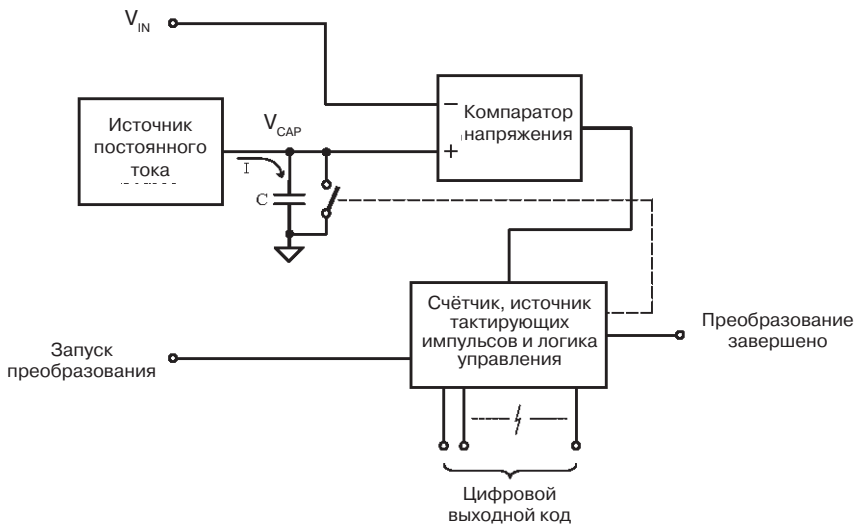 V_IN
Источник
постоянного
тока
V_CAP
I
C
−
+
Компаратор
напряжения
Счётчик, источник
тактирующих
импульсов и логика
управления
Запуск
преобразования
Преобразование
завершено
Цифровой
выходной код